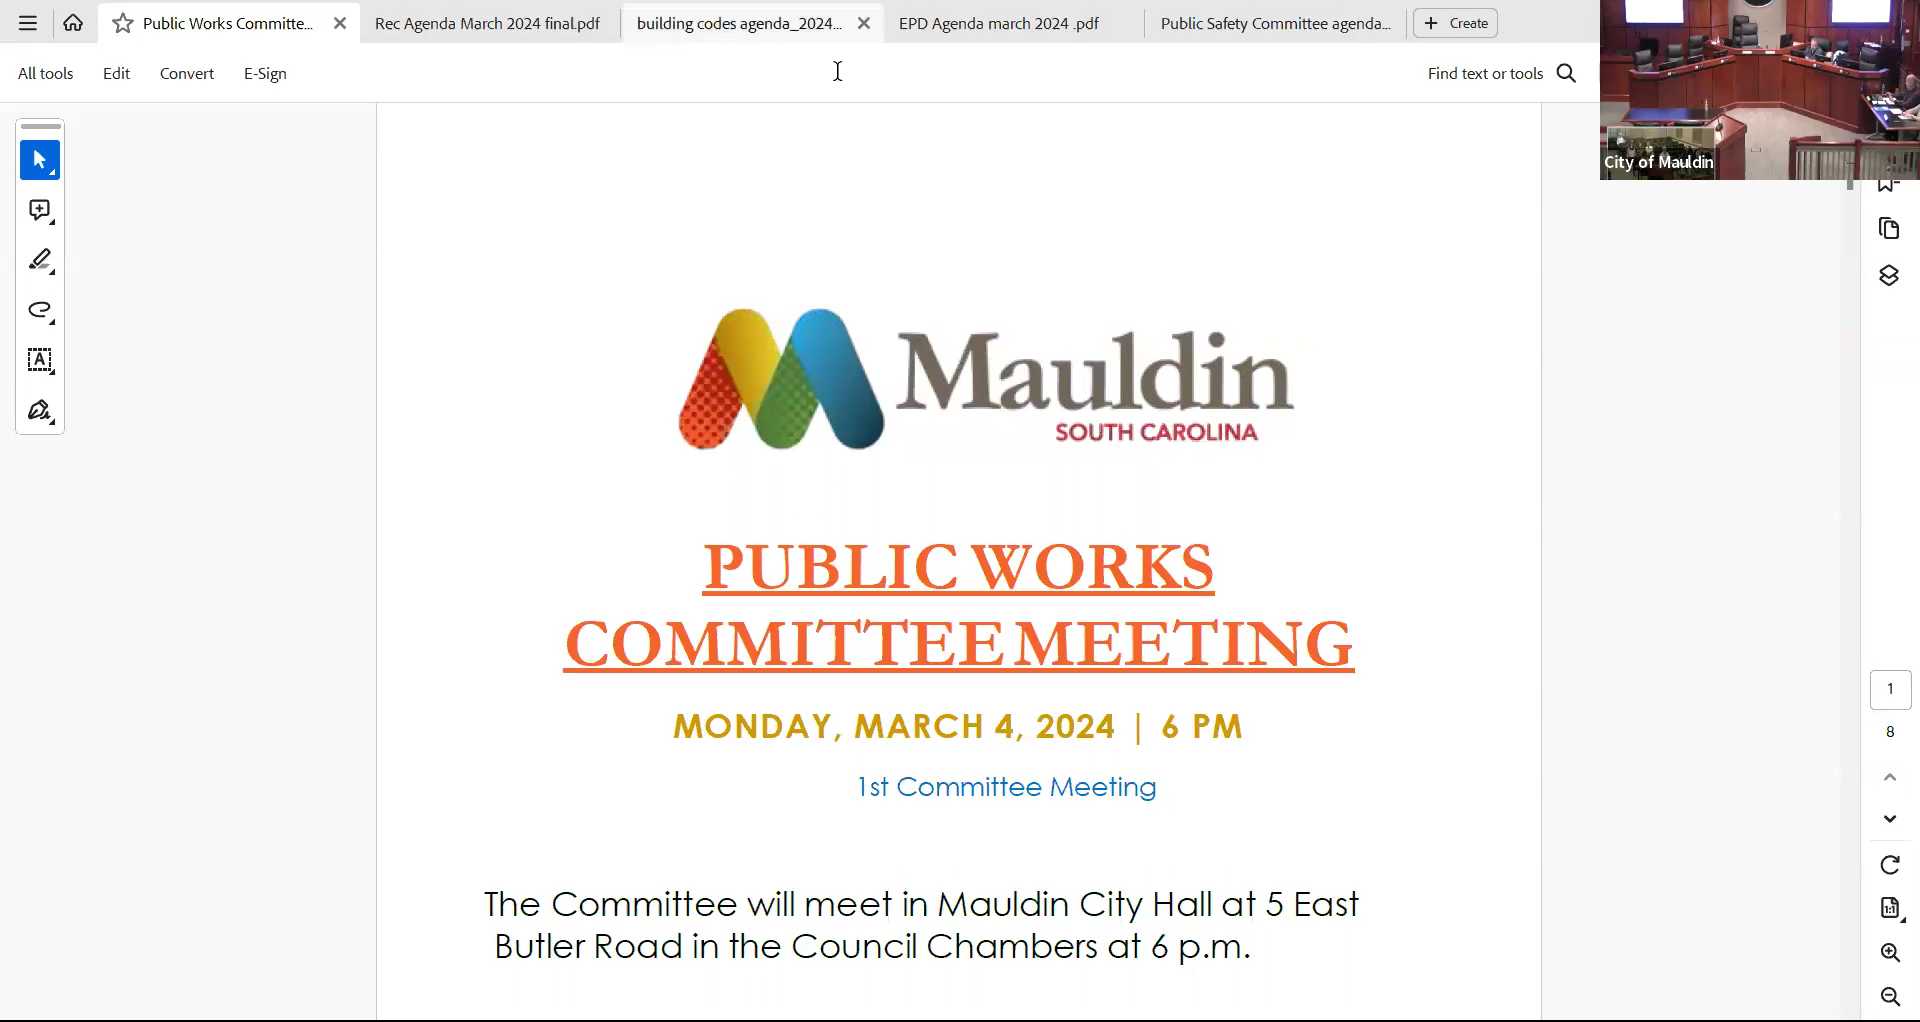 Public Works Committe...
Rec Agenda March 2024 final.pdf
building codes agenda_2024...
EPD Agenda march 2024 .pdf
Public Safety Committee agenda...
Create
All tools
Edit
Convert
E-Sign
Find text or tools
City of Mauldin
Mauldin
SOUTH CAROLINA
PUBLIC WORKS
COMMITTEE MEETING
MONDAY, MARCH 4, 2024 | 6 PM
1st Committee Meeting
The Committee will meet in Mauldin City Hall at 5 East
Butler Road in the Council Chambers at 6 p.m.
1
8